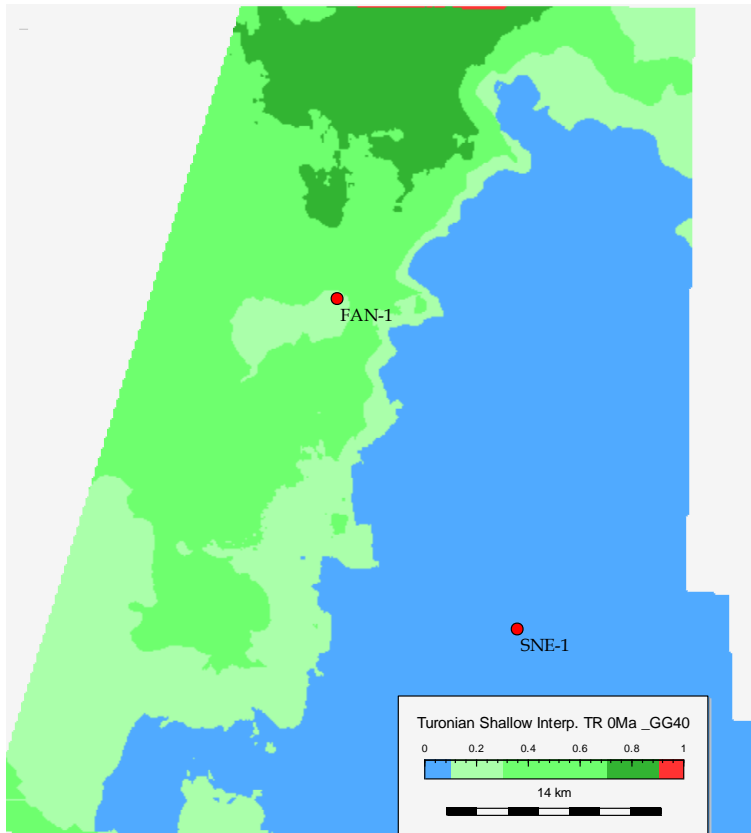 FAN-1
SNE-1
Turonian Shallow Interp. TR 0Ma _GG40
0 0.2 0.4 0.6 0.8 1
14 km